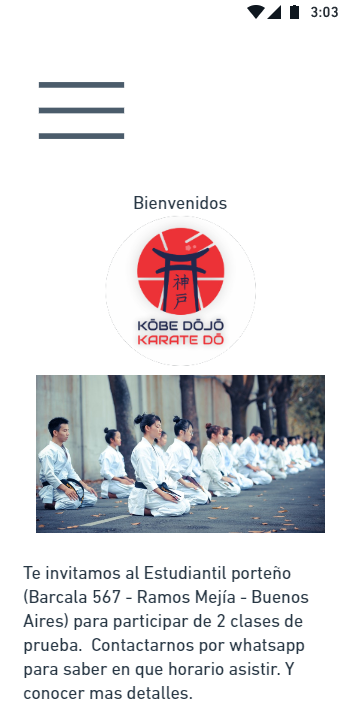 3:03
Bienvenidos
神
戸
KŌBE DŌJŌ
KARATE DŌ
Te invitamos al Estudiantil porteño
(Barcala 567 - Ramos Mejía - Buenos
Aires) para participar de 2 clases de
prueba.  Contactarnos por whatsapp
para saber en que horario asistir. Y
conocer mas detalles.